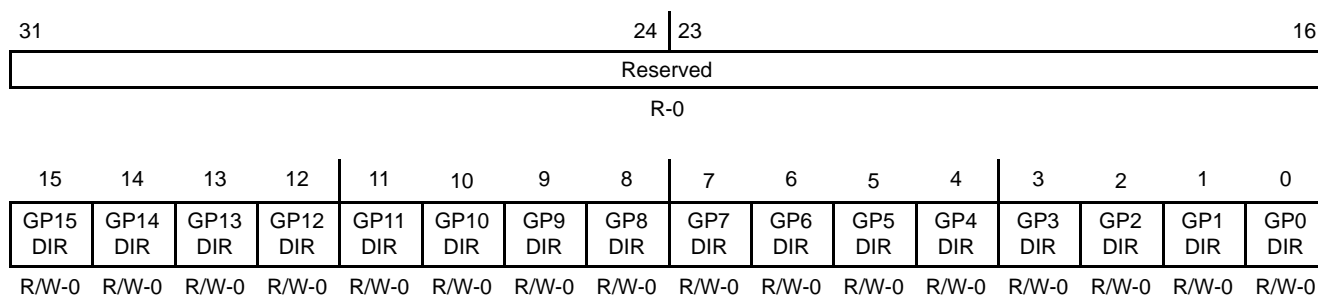 31 24 23 16
Reserved
R-0
15 14 13 12 11 10 9 8 7 6 5 4 3 2 1 0
GP15 GP14 GP13 GP12 GP11 GP10 GP9 GP8 GP7 GP6 GP5 GP4 GP3 GP2 GP1 GP0
DIR DIR DIR DIR DIR DIR DIR DIR DIR DIR DIR DIR DIR DIR DIR DIR
R/W-0 R/W-0 R/W-0 R/W-0 R/W-0 R/W-0 R/W-0 R/W-0 R/W-0 R/W-0 R/W-0 R/W-0 R/W-0 R/W-0 R/W-0 R/W-0